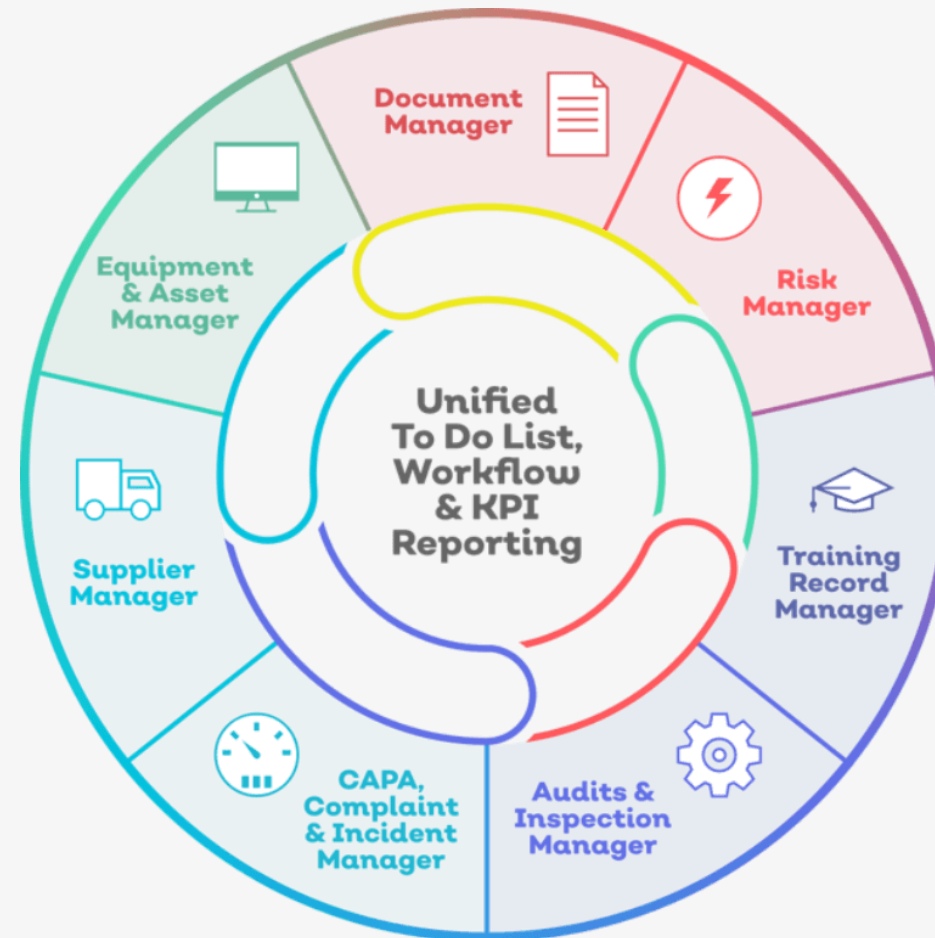 Document
Manager
Risk
Manager
Training
Record
Manager
Audits &
Inspection
Manager
CAPA,
Complaint
& Incident
Manager
Supplier
Manager
Equipment
& Asset
Manager
Unified
To Do List,
Workflow
& KPI
Reporting